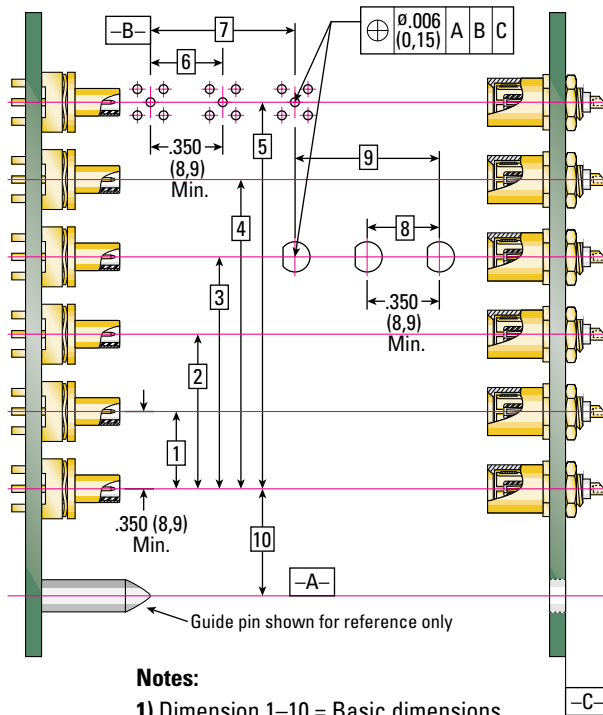 –B–
7
ø.006
(0,15)
A
B
C
6
.350
(8,9)
Min.
5
9
4
8
3
.350
(8,9)
Min.
2
1
.350 (8,9)
Min.
10
–A–
Guide pin shown for reference only
Notes:
–C–
1) Dimension 1–10 = Basic dimensions